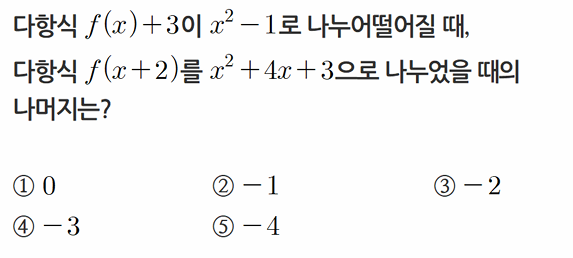 다항식 f(x)+3이 x²−1로 나누어떨어질 때,
다항식 f(x+2)를 x²+4x+3으로 나누었을 때의
나머지는?
① 0 ② −1 ③ −2
④ −3 ⑤ −4